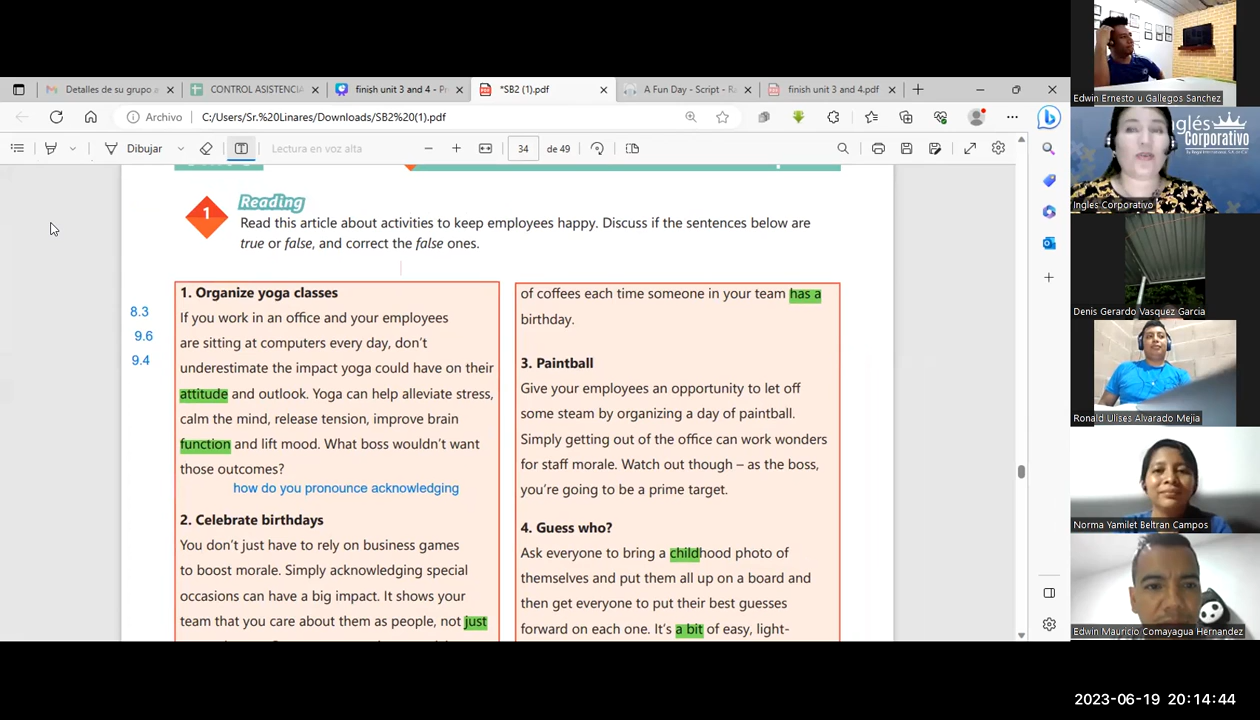 Detalles de su grupo a
CONTROL ASISTENCIA
finish unit 3 and 4 - Pr
*SB2 (1).pdf
A Fun Day - Script - Ra
finish unit 3 and 4.pdf
Archivo
C:/Users/Sr.%20Linares/Downloads/SB2%20(1).pdf
Dibujar
Lectura en voz alta
34
de 49
1
Reading
Read this article about activities to keep employees happy. Discuss if the sentences below are
true or false, and correct the false ones.
8.3
9.6
9.4
1. Organize yoga classes
If you work in an office and your employees
are sitting at computers every day, don't
underestimate the impact yoga could have on their
attitude and outlook. Yoga can help alleviate stress,
calm the mind, release tension, improve brain
function and lift mood. What boss wouldn't want
those outcomes?
how do you pronounce acknowledging
2. Celebrate birthdays
You don't just have to rely on business games
to boost morale. Simply acknowledging special
occasions can have a big impact. It shows your
team that you care about them as people, not just
of coffees each time someone in your team has a
birthday.
3. Paintball
Give your employees an opportunity to let off
some steam by organizing a day of paintball.
Simply getting out of the office can work wonders
for staff morale. Watch out though – as the boss,
you're going to be a prime target.
4. Guess who?
Ask everyone to bring a childhood photo of
themselves and put them all up on a board and
then get everyone to put their best guesses
forward on each one. It's a bit of easy, light-
Edwin Ernesto u Gallegos Sanchez
Inglés
Corporativo
Ingles Corporativo
Denis Gerardo Vasquez Garcia
Ronald Ulises Alvarado Mejia
Norma Yamilet Beltran Campos
Edwin Mauricio Comayagua Hernandez
2023-06-19 20:14:44